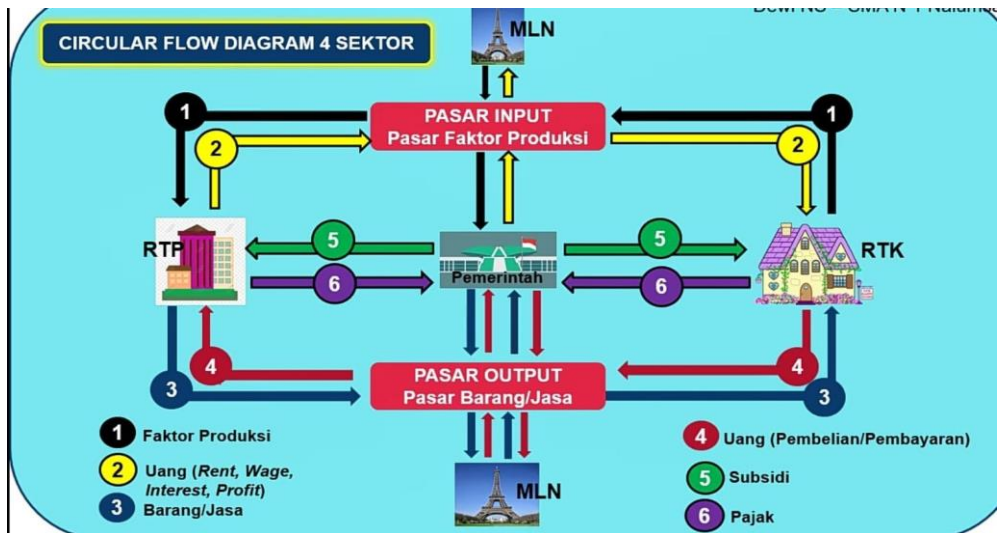 CIRCULAR FLOW DIAGRAM 4 SEKTOR
MLN
1
PASAR INPUT
Pasar Faktor Produksi
1
2
2
RTP
5
Pemerintah
5
RTK
6
6
4
PASAR OUTPUT
Pasar Barang/Jasa
4
3
3
1 Faktor Produksi
2 Uang (Rent, Wage,
Interest, Profit)
3 Barang/Jasa
MLN
4 Uang (Pembelian/Pembayaran)
5 Subsidi
6 Pajak